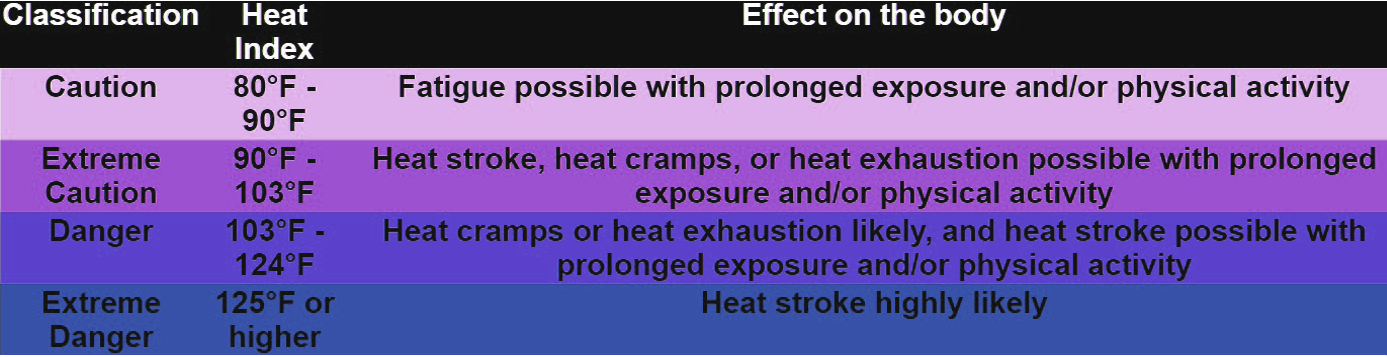 Classification Heat Index Effect on the body
Caution 80°F - 90°F Fatigue possible with prolonged exposure and/or physical activity
Extreme Caution 90°F - 103°F Heat stroke, heat cramps, or heat exhaustion possible with prolonged exposure and/or physical activity
Danger 103°F - 124°F Heat cramps or heat exhaustion likely, and heat stroke possible with prolonged exposure and/or physical activity
Extreme Danger 125°F or higher Heat stroke highly likely